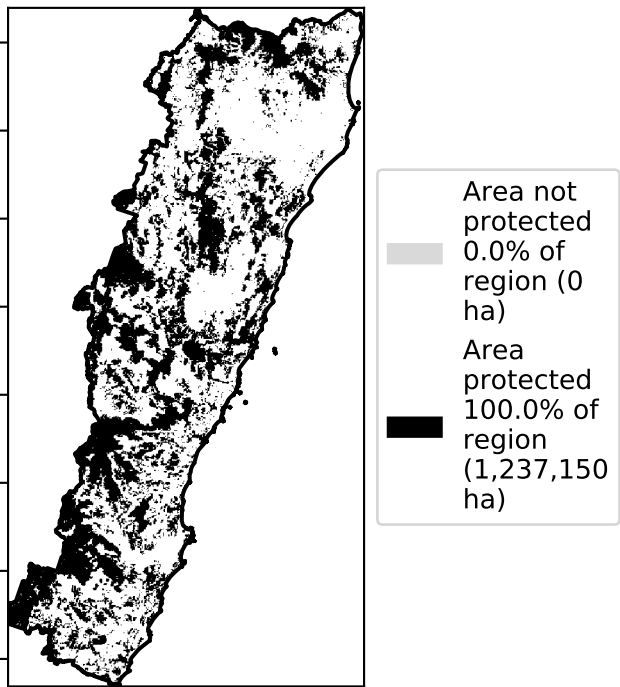 Area not
protected
0.0% of
region (0
ha)
Area
protected
100.0% of
region
(1,237,150
ha)